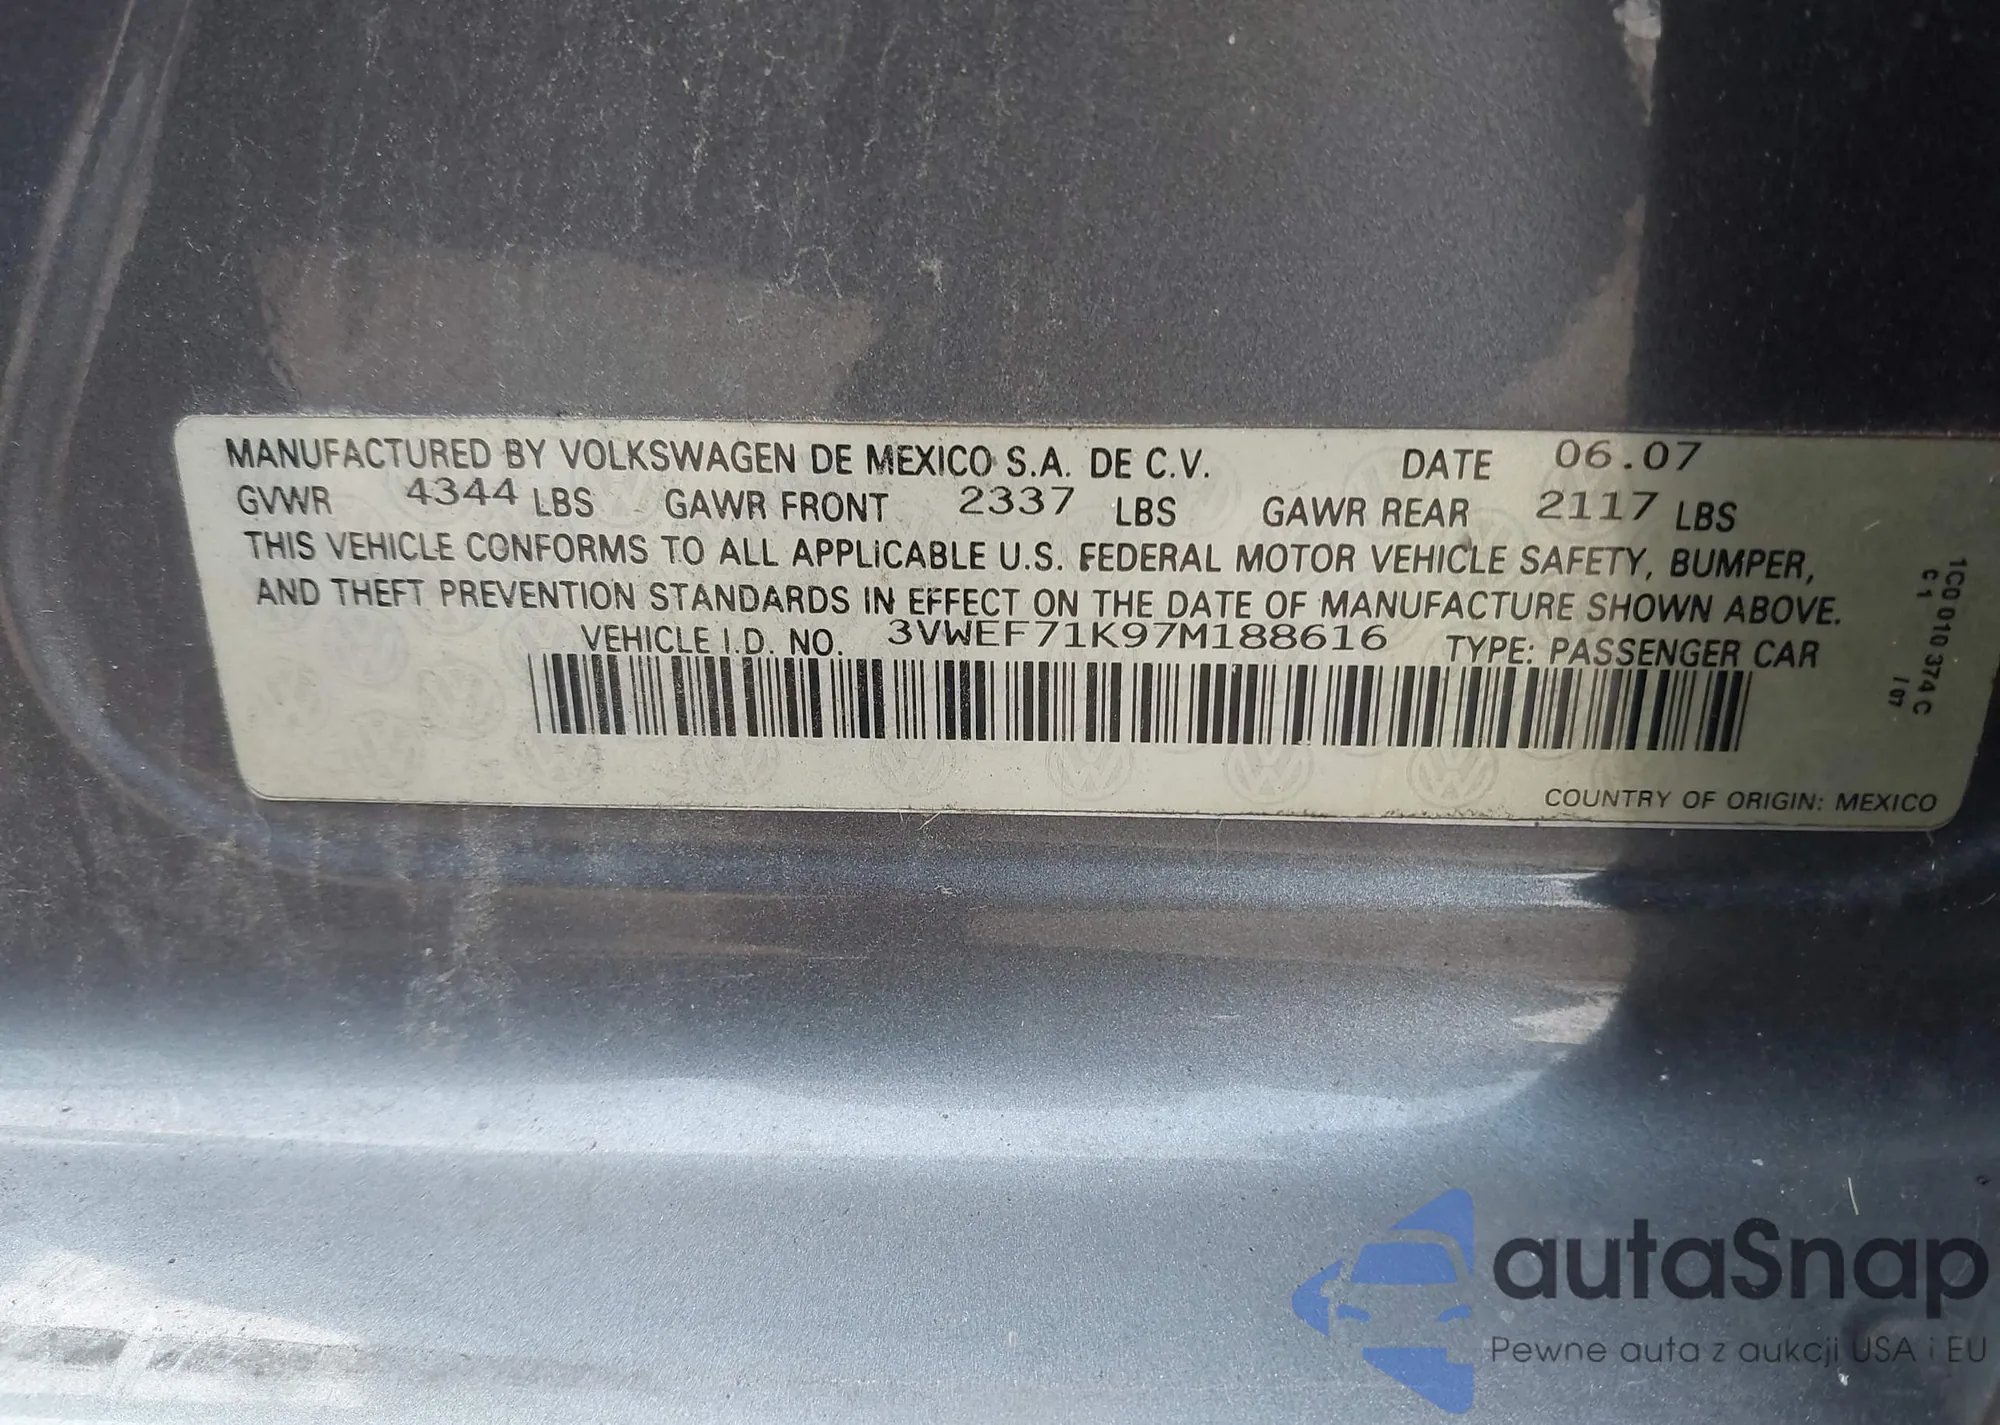 MANUFACTURED BY VOLKSWAGEN DE MEXICO S.A. DE C.V. DATE 06.07
GVWR 4344 LBS GAWR FRONT 2337 LBS GAWR REAR 2117 LBS
THIS VEHICLE CONFORMS TO ALL APPLICABLE U.S. FEDERAL MOTOR VEHICLE SAFETY, BUMPER,
AND THEFT PREVENTION STANDARDS IN EFFECT ON THE DATE OF MANUFACTURE SHOWN ABOVE.
VEHICLE I.D. NO. 3VWEF71K97M188616 TYPE: PASSENGER CAR
COUNTRY OF ORIGIN: MEXICO
1C0 010 374 C
C1 / 07
autaSnap
Pewne auta z aukcji USA i EU